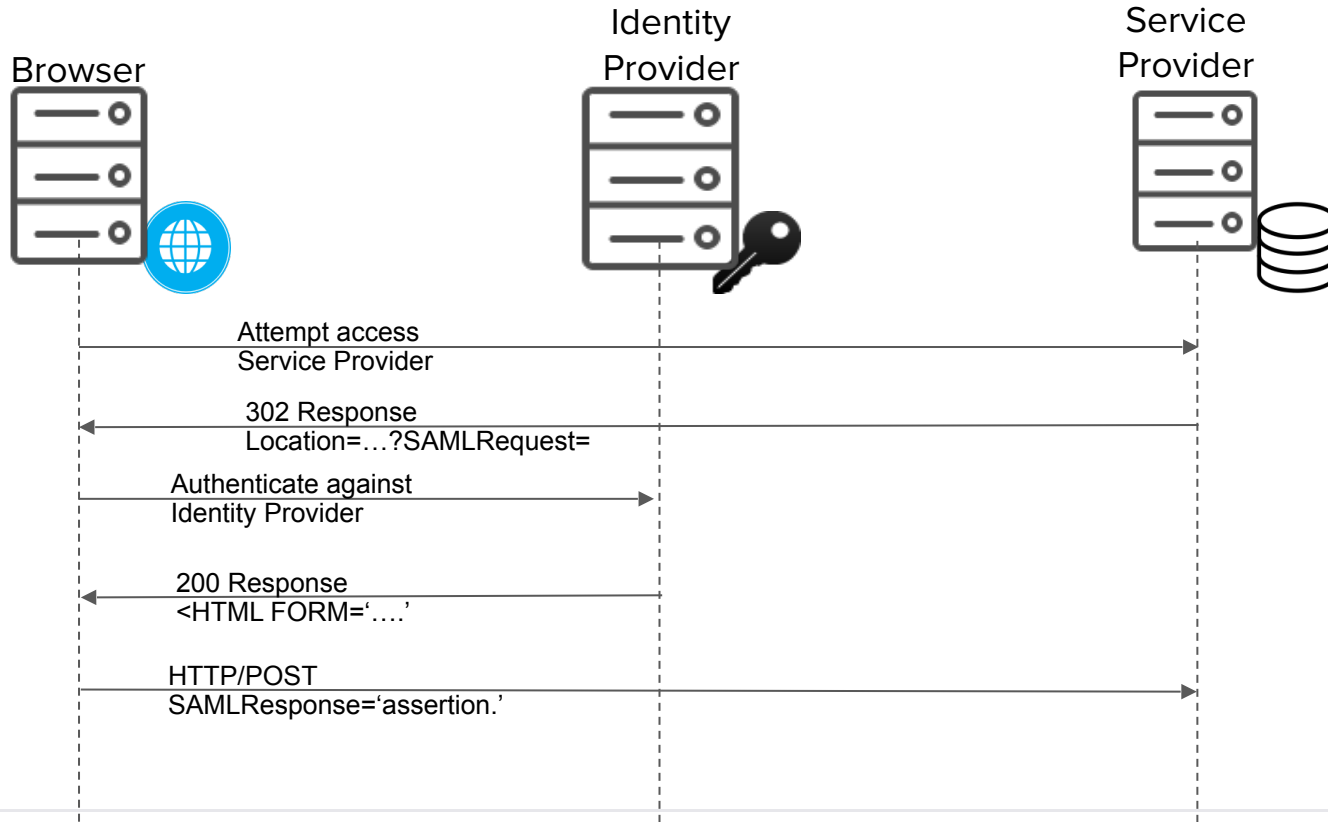 Browser
Identity
Provider
Service
Provider
Attempt access
Service Provider
302 Response
Location=…?SAMLRequest=
Authenticate against
Identity Provider
200 Response
<HTML FORM=‘….’
HTTP/POST
SAMLResponse=‘assertion.’